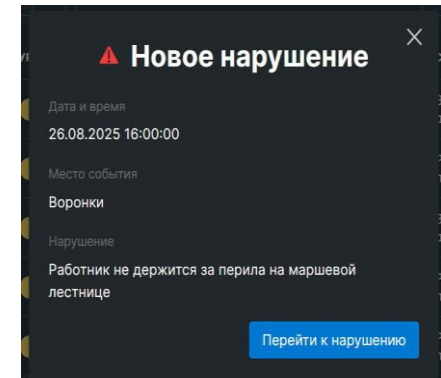 Новое нарушение
Дата и время
26.08.2025 16:00:00
Место события
Воронки
Нарушение
Работник не держится за перила на маршевой
лестнице
Перейти к нарушению